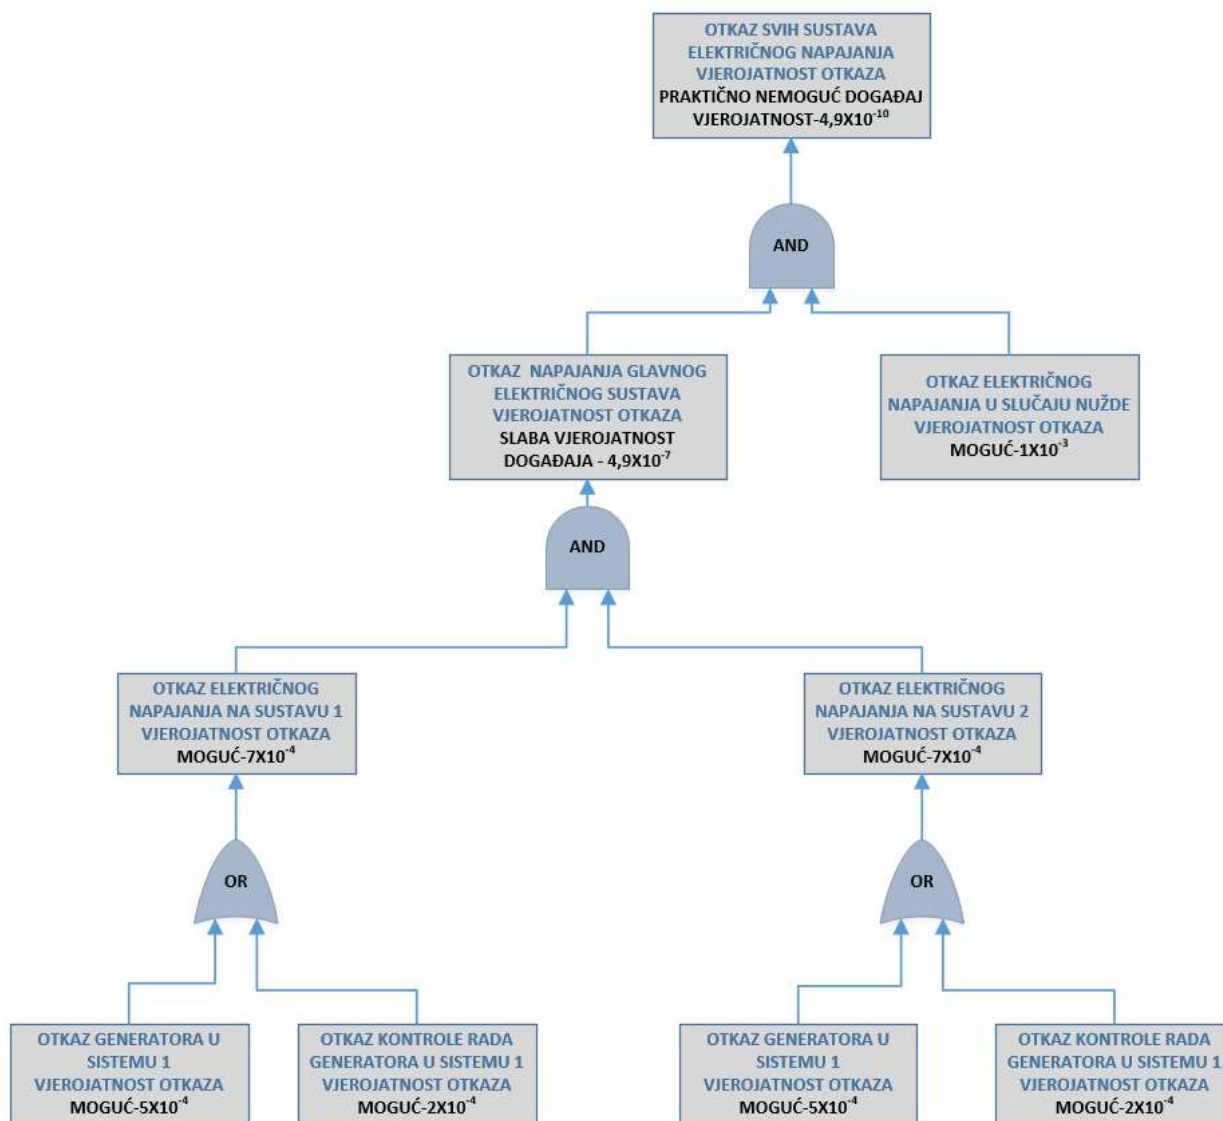 OTKAZ SVIH SUSTAVA
ELEKTRIČNOG NAPAJANJA
VJEROJATNOST OTKAZA
PRAKTIČNO NEMOGUĆ DOGAĐAJ
VJEROJATNOST-4,9X10⁻¹⁰
AND
OTKAZ NAPAJANJA GLAVNOG
ELEKTRIČNOG SUSTAVA
VJEROJATNOST OTKAZA
SLABA VJEROJATNOST
DOGAĐAJA - 4,9X10⁻⁷
OTKAZ ELEKTRIČNOG
NAPAJANJA U SLUČAJU NUŽDE
VJEROJATNOST OTKAZA
MOGUĆ-1X10⁻³
AND
OTKAZ ELEKTRIČNOG
NAPAJANJA NA SUSTAVU 1
VJEROJATNOST OTKAZA
MOGUĆ-7X10⁻⁴
OTKAZ ELEKTRIČNOG
NAPAJANJA NA SUSTAVU 2
VJEROJATNOST OTKAZA
MOGUĆ-7X10⁻⁴
OR
OR
OTKAZ GENERATORA U
SISTEMU 1
VJEROJATNOST OTKAZA
MOGUĆ-5X10⁻⁴
OTKAZ KONTROLE RADA
GENERATORA U SISTEMU 1
VJEROJATNOST OTKAZA
MOGUĆ-2X10⁻⁴
OTKAZ GENERATORA U
SISTEMU 1
VJEROJATNOST OTKAZA
MOGUĆ-5X10⁻⁴
OTKAZ KONTROLE RADA
GENERATORA U SISTEMU 1
VJEROJATNOST OTKAZA
MOGUĆ-2X10⁻⁴